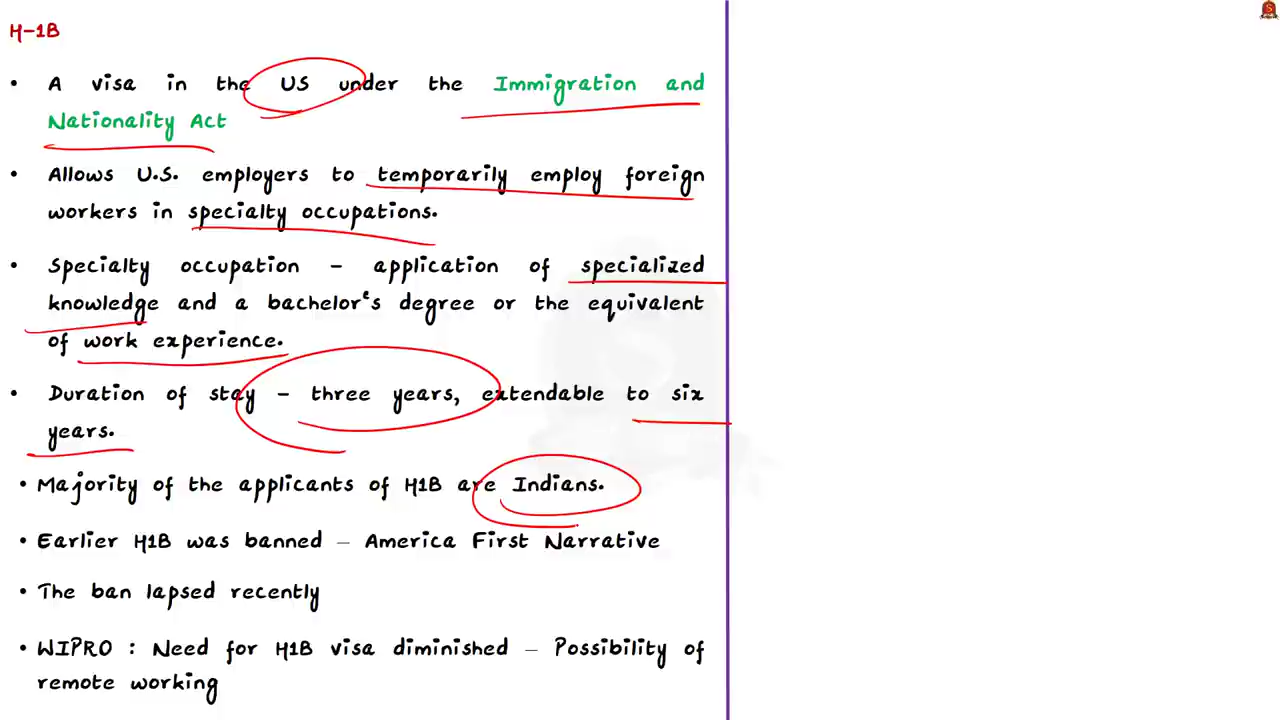 H-1B
• A visa in the US under the Immigration and
Nationality Act
• Allows U.S. employers to temporarily employ foreign
workers in specialty occupations.
• Specialty occupation – application of specialized
knowledge and a bachelor's degree or the equivalent
of work experience.
• Duration of stay – three years, extendable to six
years.
• Majority of the applicants of H1B are Indians.
• Earlier H1B was banned – America First Narrative
• The ban lapsed recently
• WIPRO : Need for H1B visa diminished – Possibility of
remote working